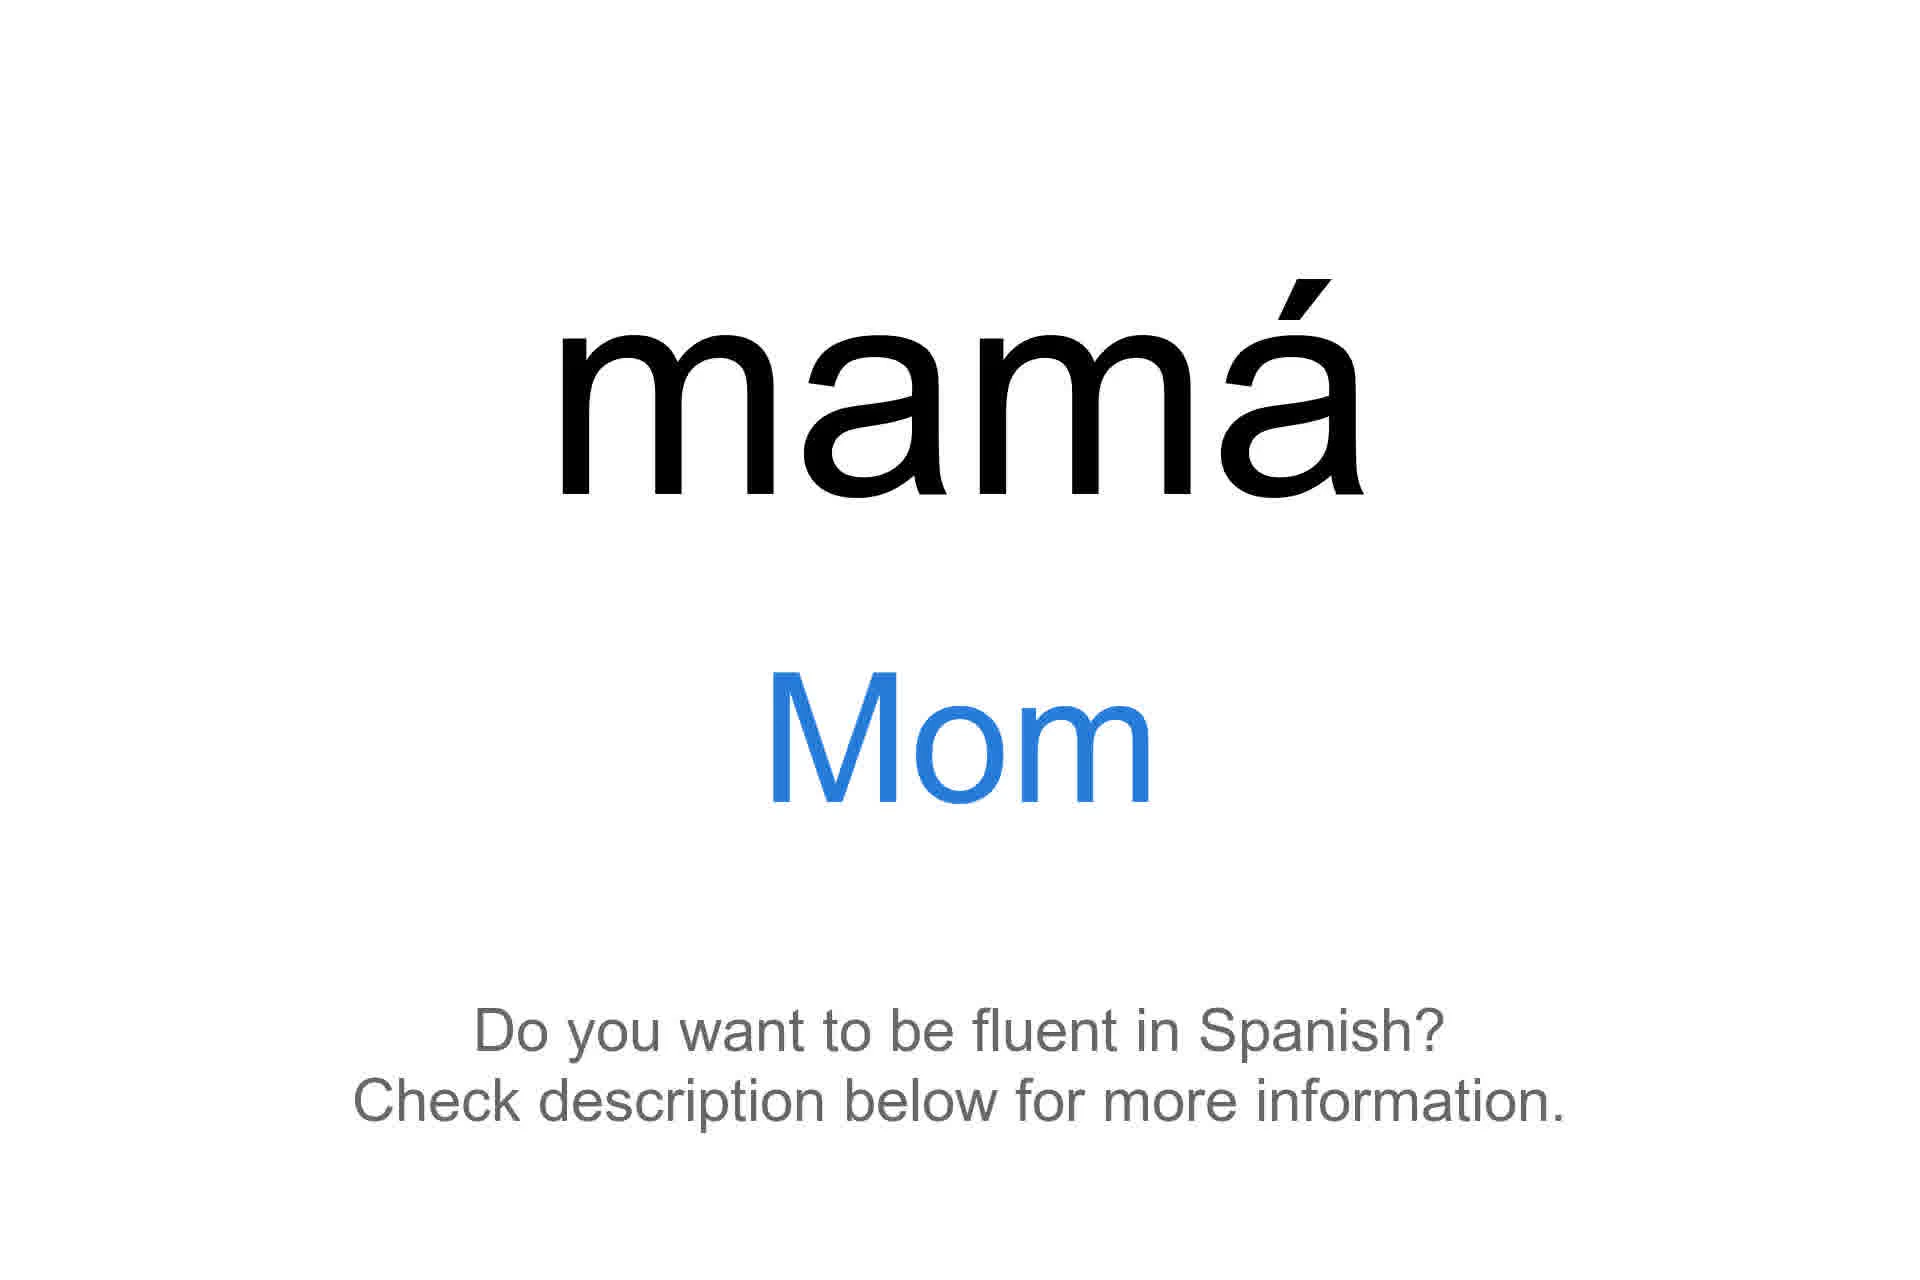 mamá
Mom
Do you want to be fluent in Spanish?
Check description below for more information.